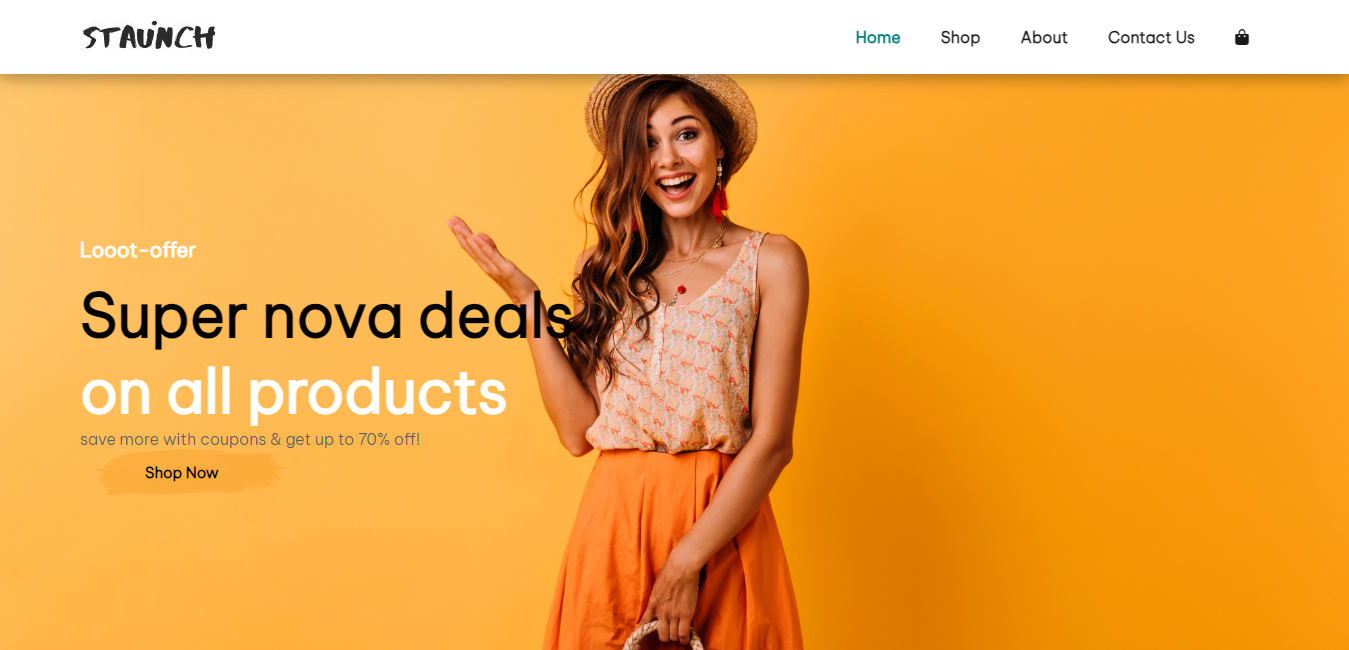 STAUNCH
Home Shop About Contact Us
Looot-offer
Super nova deals
on all products
save more with coupons & get up to 70% off!
Shop Now